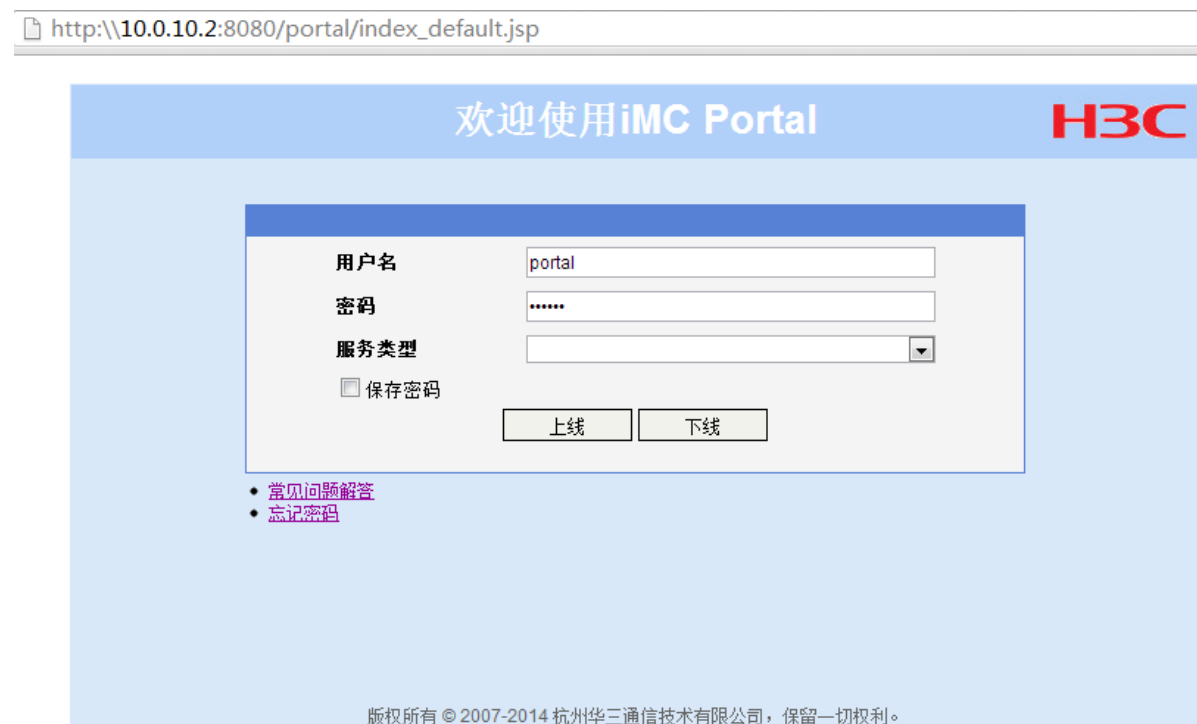 http:\\10.0.10.2:8080/portal/index_default.jsp
欢迎使用iMC Portal
H3C
用户名
portal
密码
••••••
服务类型
保存密码
上线 下线
• 常见问题解答
• 忘记密码
版权所有 © 2007-2014 杭州华三通信技术有限公司，保留一切权利。